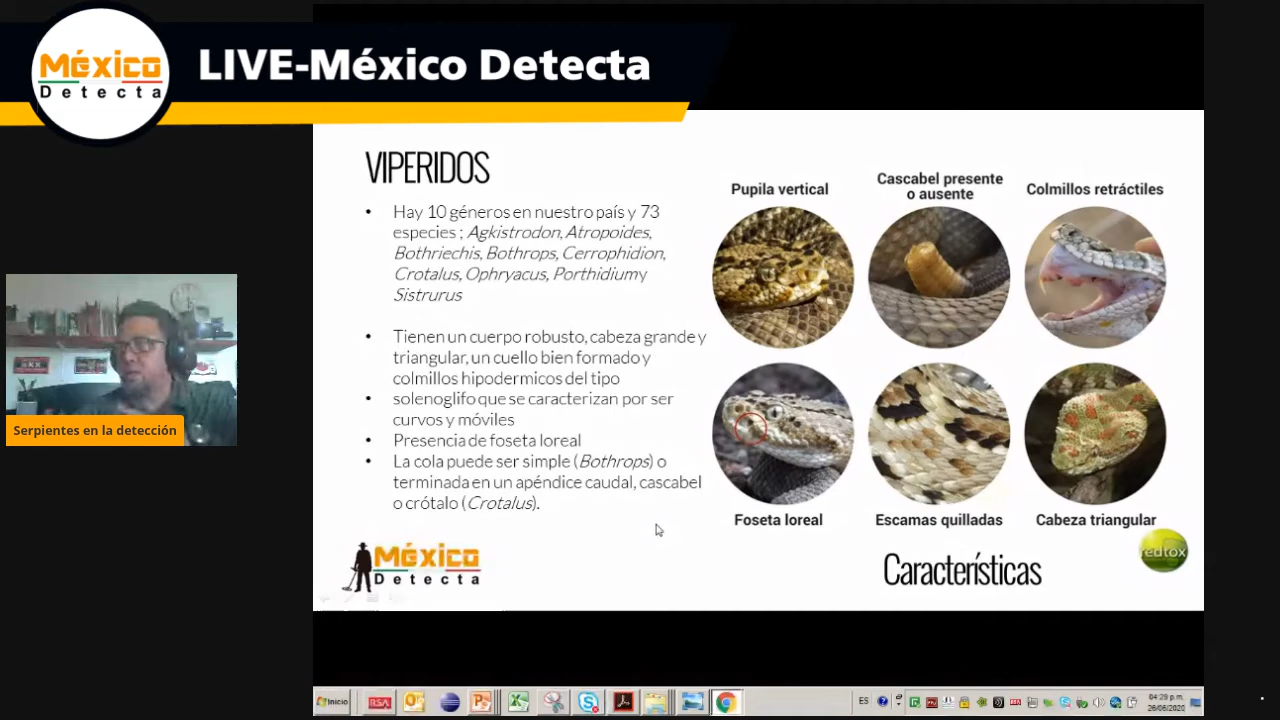 México
Detecta
LIVE-México Detecta
VIPERIDOS
• Hay 10 géneros en nuestro país y 73
especies ; Agkistrodon, Atropoides,
Bothriechis, Bothrops, Cerrophidion,
Crotalus, Ophryacus, Porthidiumy
Sistrurus
• Tienen un cuerpo robusto, cabeza grande y
triangular, un cuello bien formado y
colmillos hipodermicos del tipo
• solenoglifo que se caracterizan por ser
curvos y móviles
• Presencia de foseta loreal
• La cola puede ser simple (Bothrops) o
terminada en un apéndice caudal, cascabel
o crótalo (Crotalus).
Pupila vertical
Cascabel presente
o ausente
Colmillos retráctiles
Foseta loreal
Escamas quilladas
Cabeza triangular
Características
redtox
México
Detecta
Serpientes en la detección
Inicio
RSA
ES
04:29 p.m.
26/06/2020